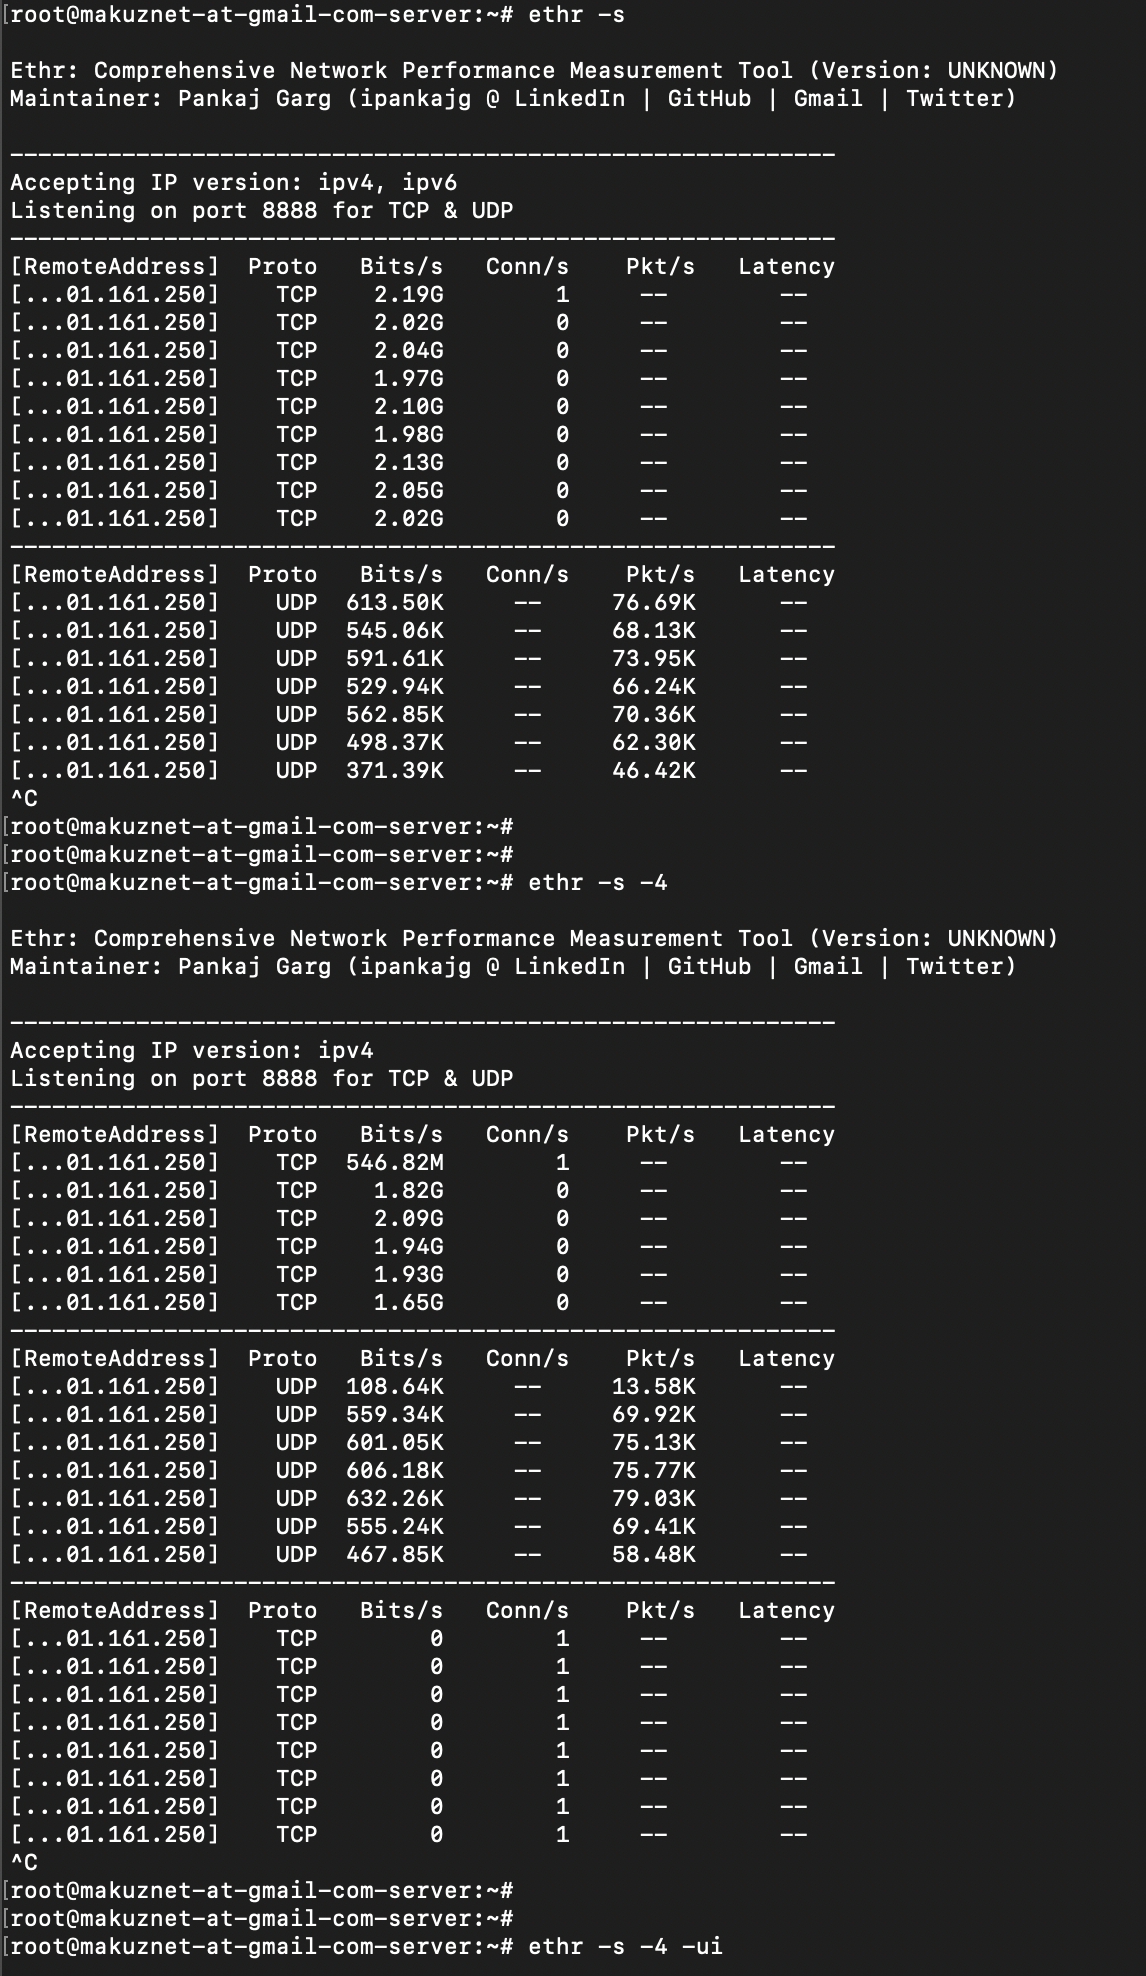 [root@makuznet-at-gmail-com-server:~# ethr -s
Ethr: Comprehensive Network Performance Measurement Tool (Version: UNKNOWN)
Maintainer: Pankaj Garg (ipankajg @ LinkedIn | GitHub | Gmail | Twitter)
-----------------------------------------------------------
Accepting IP version: ipv4, ipv6
Listening on port 8888 for TCP & UDP
-----------------------------------------------------------
[RemoteAddress]  Proto   Bits/s   Conn/s    Pkt/s   Latency
[...01.161.250]    TCP    2.19G        1     --        --
[...01.161.250]    TCP    2.02G        0     --        --
[...01.161.250]    TCP    2.04G        0     --        --
[...01.161.250]    TCP    1.97G        0     --        --
[...01.161.250]    TCP    2.10G        0     --        --
[...01.161.250]    TCP    1.98G        0     --        --
[...01.161.250]    TCP    2.13G        0     --        --
[...01.161.250]    TCP    2.05G        0     --        --
[...01.161.250]    TCP    2.02G        0     --        --
-----------------------------------------------------------
[RemoteAddress]  Proto   Bits/s   Conn/s    Pkt/s   Latency
[...01.161.250]    UDP  613.50K     --     76.69K      --
[...01.161.250]    UDP  545.06K     --     68.13K      --
[...01.161.250]    UDP  591.61K     --     73.95K      --
[...01.161.250]    UDP  529.94K     --     66.24K      --
[...01.161.250]    UDP  562.85K     --     70.36K      --
[...01.161.250]    UDP  498.37K     --     62.30K      --
[...01.161.250]    UDP  371.39K     --     46.42K      --
^C
[root@makuznet-at-gmail-com-server:~#
[root@makuznet-at-gmail-com-server:~#
[root@makuznet-at-gmail-com-server:~# ethr -s -4
Ethr: Comprehensive Network Performance Measurement Tool (Version: UNKNOWN)
Maintainer: Pankaj Garg (ipankajg @ LinkedIn | GitHub | Gmail | Twitter)
-----------------------------------------------------------
Accepting IP version: ipv4
Listening on port 8888 for TCP & UDP
-----------------------------------------------------------
[RemoteAddress]  Proto   Bits/s   Conn/s    Pkt/s   Latency
[...01.161.250]    TCP  546.82M        1     --        --
[...01.161.250]    TCP    1.82G        0     --        --
[...01.161.250]    TCP    2.09G        0     --        --
[...01.161.250]    TCP    1.94G        0     --        --
[...01.161.250]    TCP    1.93G        0     --        --
[...01.161.250]    TCP    1.65G        0     --        --
-----------------------------------------------------------
[RemoteAddress]  Proto   Bits/s   Conn/s    Pkt/s   Latency
[...01.161.250]    UDP  108.64K     --     13.58K      --
[...01.161.250]    UDP  559.34K     --     69.92K      --
[...01.161.250]    UDP  601.05K     --     75.13K      --
[...01.161.250]    UDP  606.18K     --     75.77K      --
[...01.161.250]    UDP  632.26K     --     79.03K      --
[...01.161.250]    UDP  555.24K     --     69.41K      --
[...01.161.250]    UDP  467.85K     --     58.48K      --
-----------------------------------------------------------
[RemoteAddress]  Proto   Bits/s   Conn/s    Pkt/s   Latency
[...01.161.250]    TCP        0        1     --        --
[...01.161.250]    TCP        0        1     --        --
[...01.161.250]    TCP        0        1     --        --
[...01.161.250]    TCP        0        1     --        --
[...01.161.250]    TCP        0        1     --        --
[...01.161.250]    TCP        0        1     --        --
[...01.161.250]    TCP        0        1     --        --
[...01.161.250]    TCP        0        1     --        --
^C
[root@makuznet-at-gmail-com-server:~#
[root@makuznet-at-gmail-com-server:~#
[root@makuznet-at-gmail-com-server:~# ethr -s -4 -ui